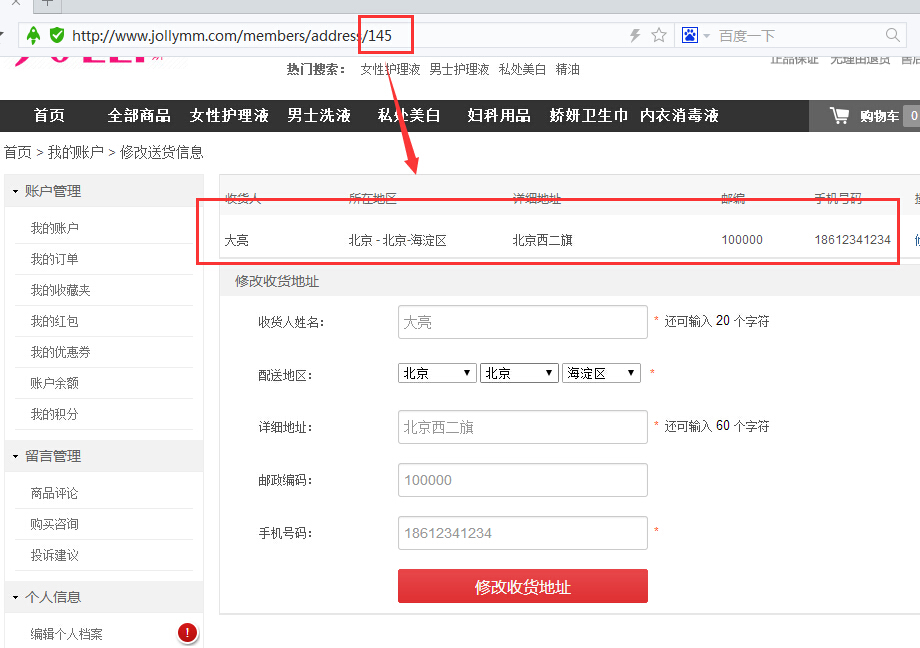 http://www.jollymm.com/members/address/145
百度一下
热门搜索： 女性护理液 男士护理液 私处美白 精油
正品保证 无理由退货 售后
首页 全部商品 女性护理液 男士洗液 私处美白 妇科用品 娇妍卫生巾 内衣消毒液 购物车 0
首页 > 我的账户 > 修改送货信息
账户管理
我的账户
我的订单
我的收藏夹
我的红包
我的优惠券
账户余额
我的积分
留言管理
商品评论
购买咨询
投诉建议
个人信息
编辑个人档案
收货人 所在地区 详细地址 邮编 手机号码
大亮 北京 - 北京-海淀区 北京西二旗 100000 18612341234
修改收货地址
收货人姓名： 大亮 * 还可输入 20 个字符
配送地区： 北京 北京 海淀区 *
详细地址： 北京西二旗 * 还可输入 60 个字符
邮政编码： 100000
手机号码： 18612341234 *
修改收货地址